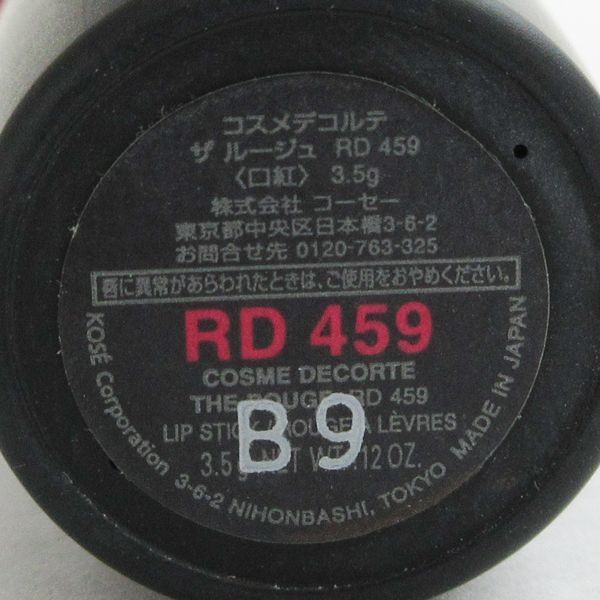 コスメデコルテ
ザ ルージュ RD 459
〈口紅〉 3.5g
株式会社 コーセー
東京都中央区日本橋3-6-2
お問合せ先 0120-763-325
唇に異常があらわれたときは、ご使用をおやめください。
RD 459
COSME DECORTE
THE ROUGE RD 459
LIP STICK / ROUGE A LÈVRES
3.5g NET WT. .12 OZ.
B9
KOSÉ Corporation 3-6-2 NIHONBASHI, TOKYO MADE IN JAPAN